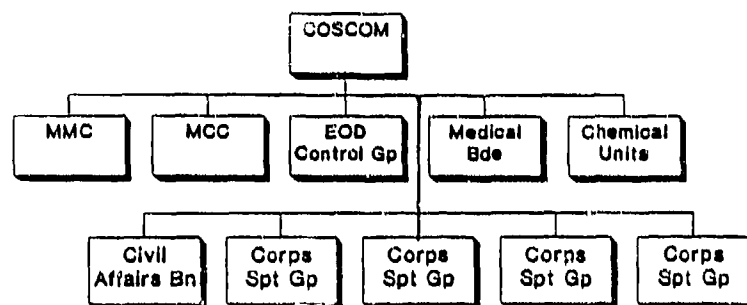 COSCOM
MMC
MCC
EOD
Control Gp
Medical
Bde
Chemical
Units
Civil
Affairs Bn
Corps
Spt Gp
Corps
Spt Gp
Corps
Spt Gp
Corps
Spt Gp